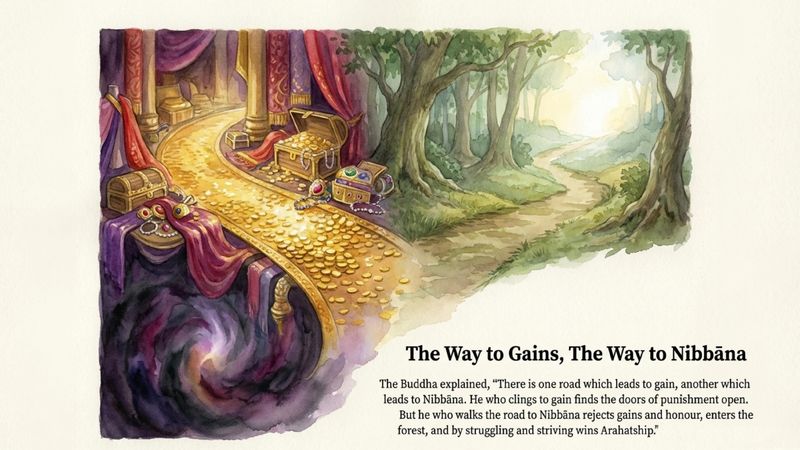 The Way to Gains, The Way to Nibbāna
The Buddha explained, “There is one road which leads to gain, another which
leads to Nibbāna. He who clings to gain finds the doors of punishment open.
But he who walks the road to Nibbāna rejects gains and honour, enters the
forest, and by struggling and striving wins Arahatship.”